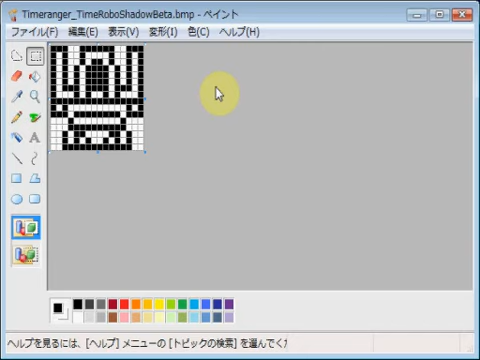 Timeranger_TimeRoboShadowBeta.bmp - ペイント
ファイル(F) 編集(E) 表示(V) 変形(I) 色(C) ヘルプ(H)
A
ヘルプを見るには、[ヘルプ] メニューの [トピックの検索] を選んでくだ